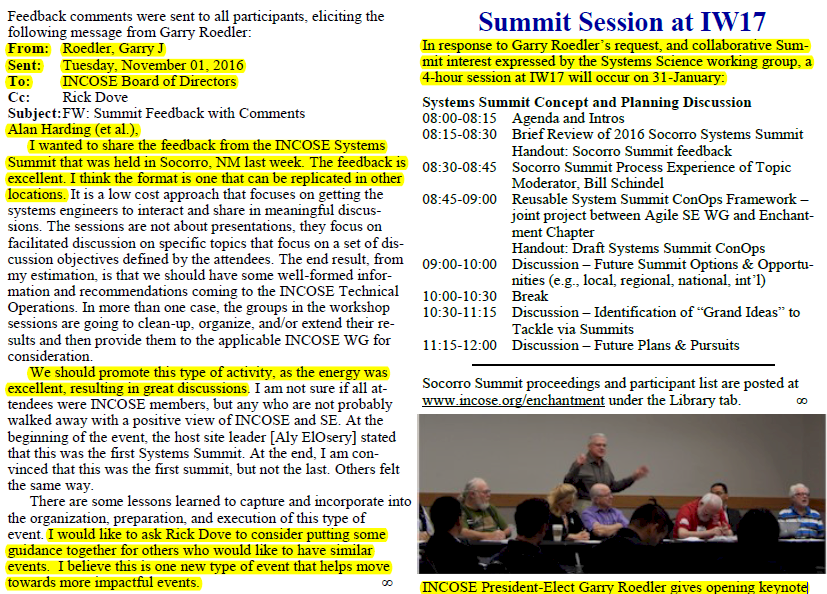 Feedback comments were sent to all participants, eliciting the
following message from Garry Roedler:
From: Roedler, Garry J
Sent: Tuesday, November 01, 2016
To: INCOSE Board of Directors
Cc: Rick Dove
Subject: FW: Summit Feedback with Comments
Alan Harding (et al.),
I wanted to share the feedback from the INCOSE Systems
Summit that was held in Socorro, NM last week. The feedback is
excellent. I think the format is one that can be replicated in other
locations. It is a low cost approach that focuses on getting the
systems engineers to interact and share in meaningful discus-
sions. The sessions are not about presentations, they focus on
facilitated discussion on specific topics that focus on a set of dis-
cussion objectives defined by the attendees. The end result, from
my estimation, is that we should have some well-formed infor-
mation and recommendations coming to the INCOSE Technical
Operations. In more than one case, the groups in the workshop
sessions are going to clean-up, organize, and/or extend their re-
sults and then provide them to the applicable INCOSE WG for
consideration.
We should promote this type of activity, as the energy was
excellent, resulting in great discussions. I am not sure if all at-
tendees were INCOSE members, but any who are not probably
walked away with a positive view of INCOSE and SE. At the
beginning of the event, the host site leader [Aly ElOsery] stated
that this was the first Systems Summit. At the end, I am con-
vinced that this was the first summit, but not the last. Others felt
the same way.
There are some lessons learned to capture and incorporate into
the organization, preparation, and execution of this type of
event. I would like to ask Rick Dove to consider putting some
guidance together for others who would like to have similar
events. I believe this is one new type of event that helps move
towards more impactful events. ∞
Summit Session at IW17
In response to Garry Roedler's request, and collaborative Sum-
mit interest expressed by the Systems Science working group, a
4-hour session at IW17 will occur on 31-January:
Systems Summit Concept and Planning Discussion
08:00-08:15 Agenda and Intros
08:15-08:30 Brief Review of 2016 Socorro Systems Summit
Handout: Socorro Summit feedback
08:30-08:45 Socorro Summit Process Experience of Topic
Moderator, Bill Schindel
08:45-09:00 Reusable System Summit ConOps Framework –
joint project between Agile SE WG and Enchant-
ment Chapter
Handout: Draft Systems Summit ConOps
09:00-10:00 Discussion – Future Summit Options & Opportu-
nities (e.g., local, regional, national, int'l)
10:00-10:30 Break
10:30-11:15 Discussion – Identification of “Grand Ideas” to
Tackle via Summits
11:15-12:00 Discussion – Future Plans & Pursuits
Socorro Summit proceedings and participant list are posted at
www.incose.org/enchantment under the Library tab. ∞
INCOSE President-Elect Garry Roedler gives opening keynote